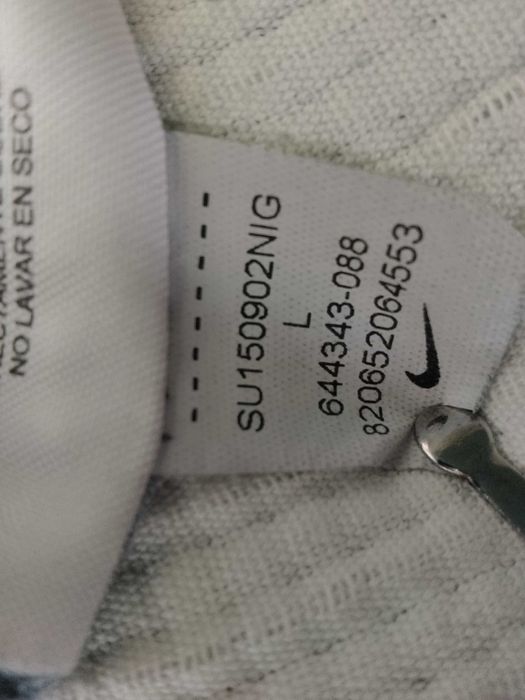 NO LAVAR EN SECO
SU150902NIG
L
644343-088
820652064553